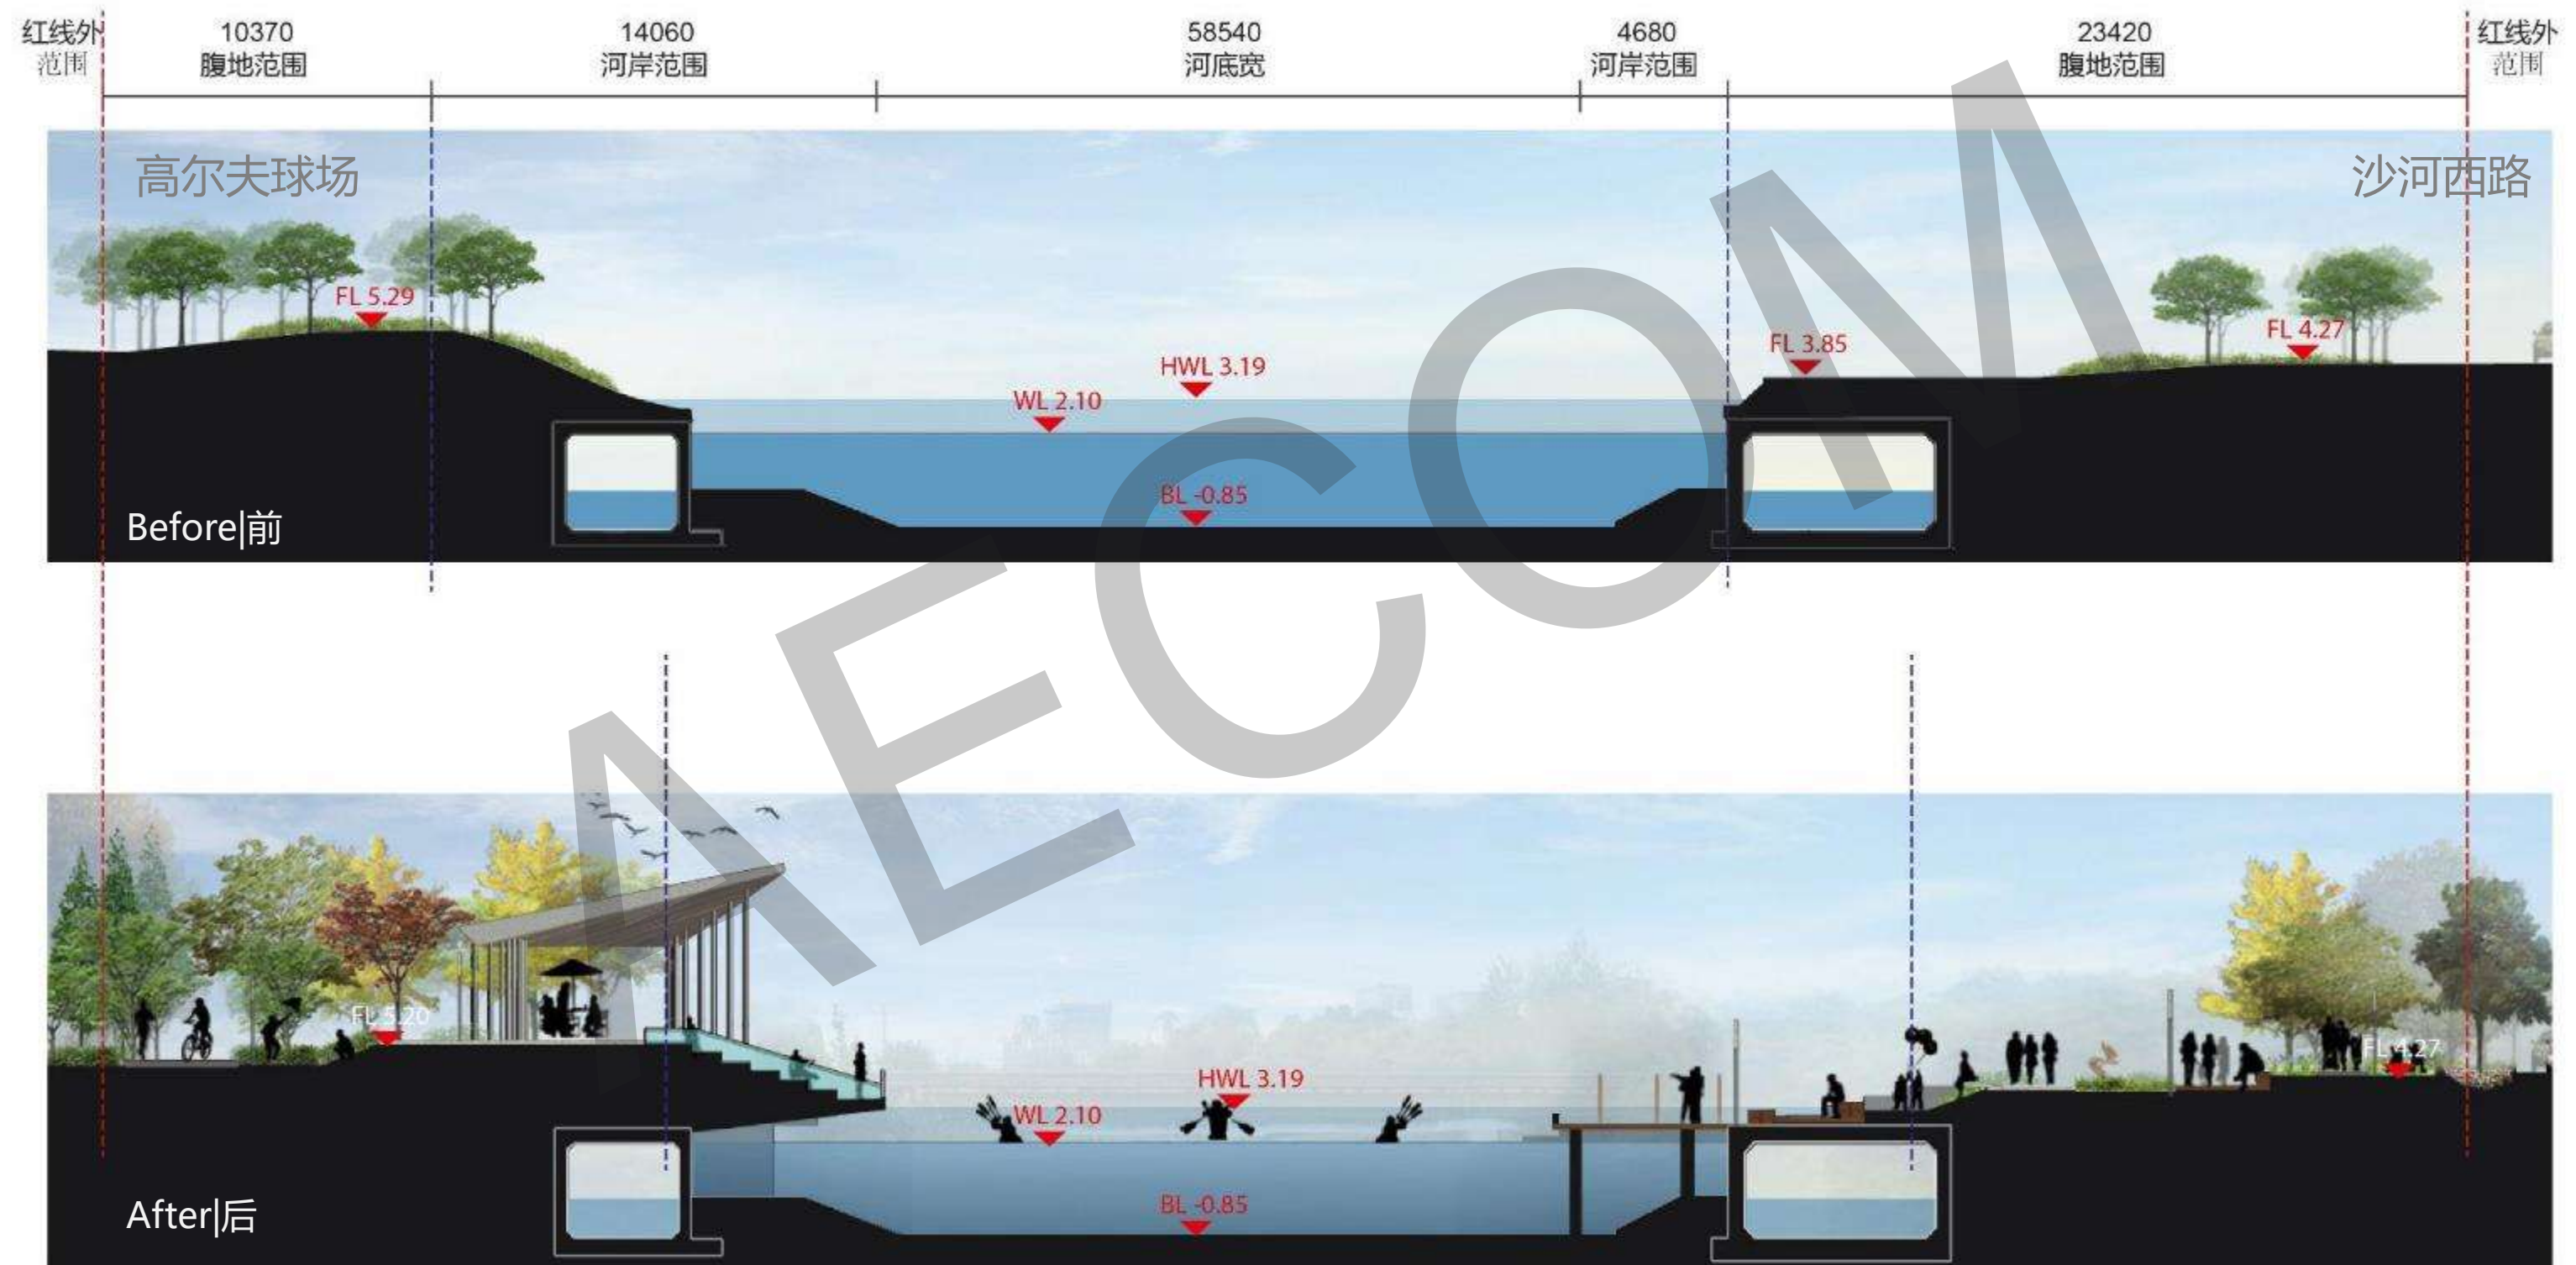 红线外
范围
10370
腹地范围
14060
河岸范围
58540
河底宽
4680
河岸范围
23420
腹地范围
红线外
范围
高尔夫球场
沙河西路
FL 5.29
HWL 3.19
WL 2.10
BL -0.85
FL 3.85
FL 4.27
Before|前
AECOM
FL 5.20
HWL 3.19
WL 2.10
BL -0.85
FL 4.27
After|后